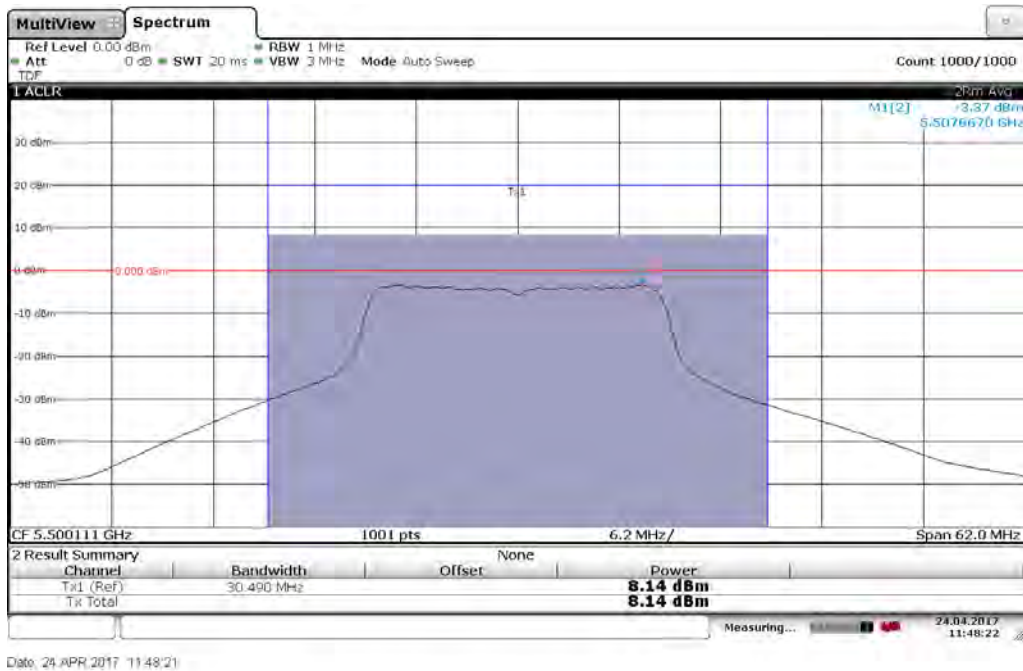 MultiView Spectrum
Ref Level 0.00 dBm RBW 1 MHz
Att 0 dB SWT 20 ms VBW 3 MHz Mode Auto Sweep Count 1000/1000
TDF
1 ACLR 2Rm Avg
M1[2] -3.37 dBm
5.5076670 GHz
30 dBm
20 dBm
Tx1
10 dBm
0 dBm 0.000 dBm
-10 dBm
-20 dBm
-30 dBm
-40 dBm
-50 dBm
CF 5.500111 GHz 1001 pts 6.2 MHz/ Span 62.0 MHz
2 Result Summary None
Channel Bandwidth Offset Power
Tx1 (Ref) 30.490 MHz 8.14 dBm
Tx Total 8.14 dBm
Measuring... 24.04.2017
11:48:22
Date: 24.APR.2017 11:48:21